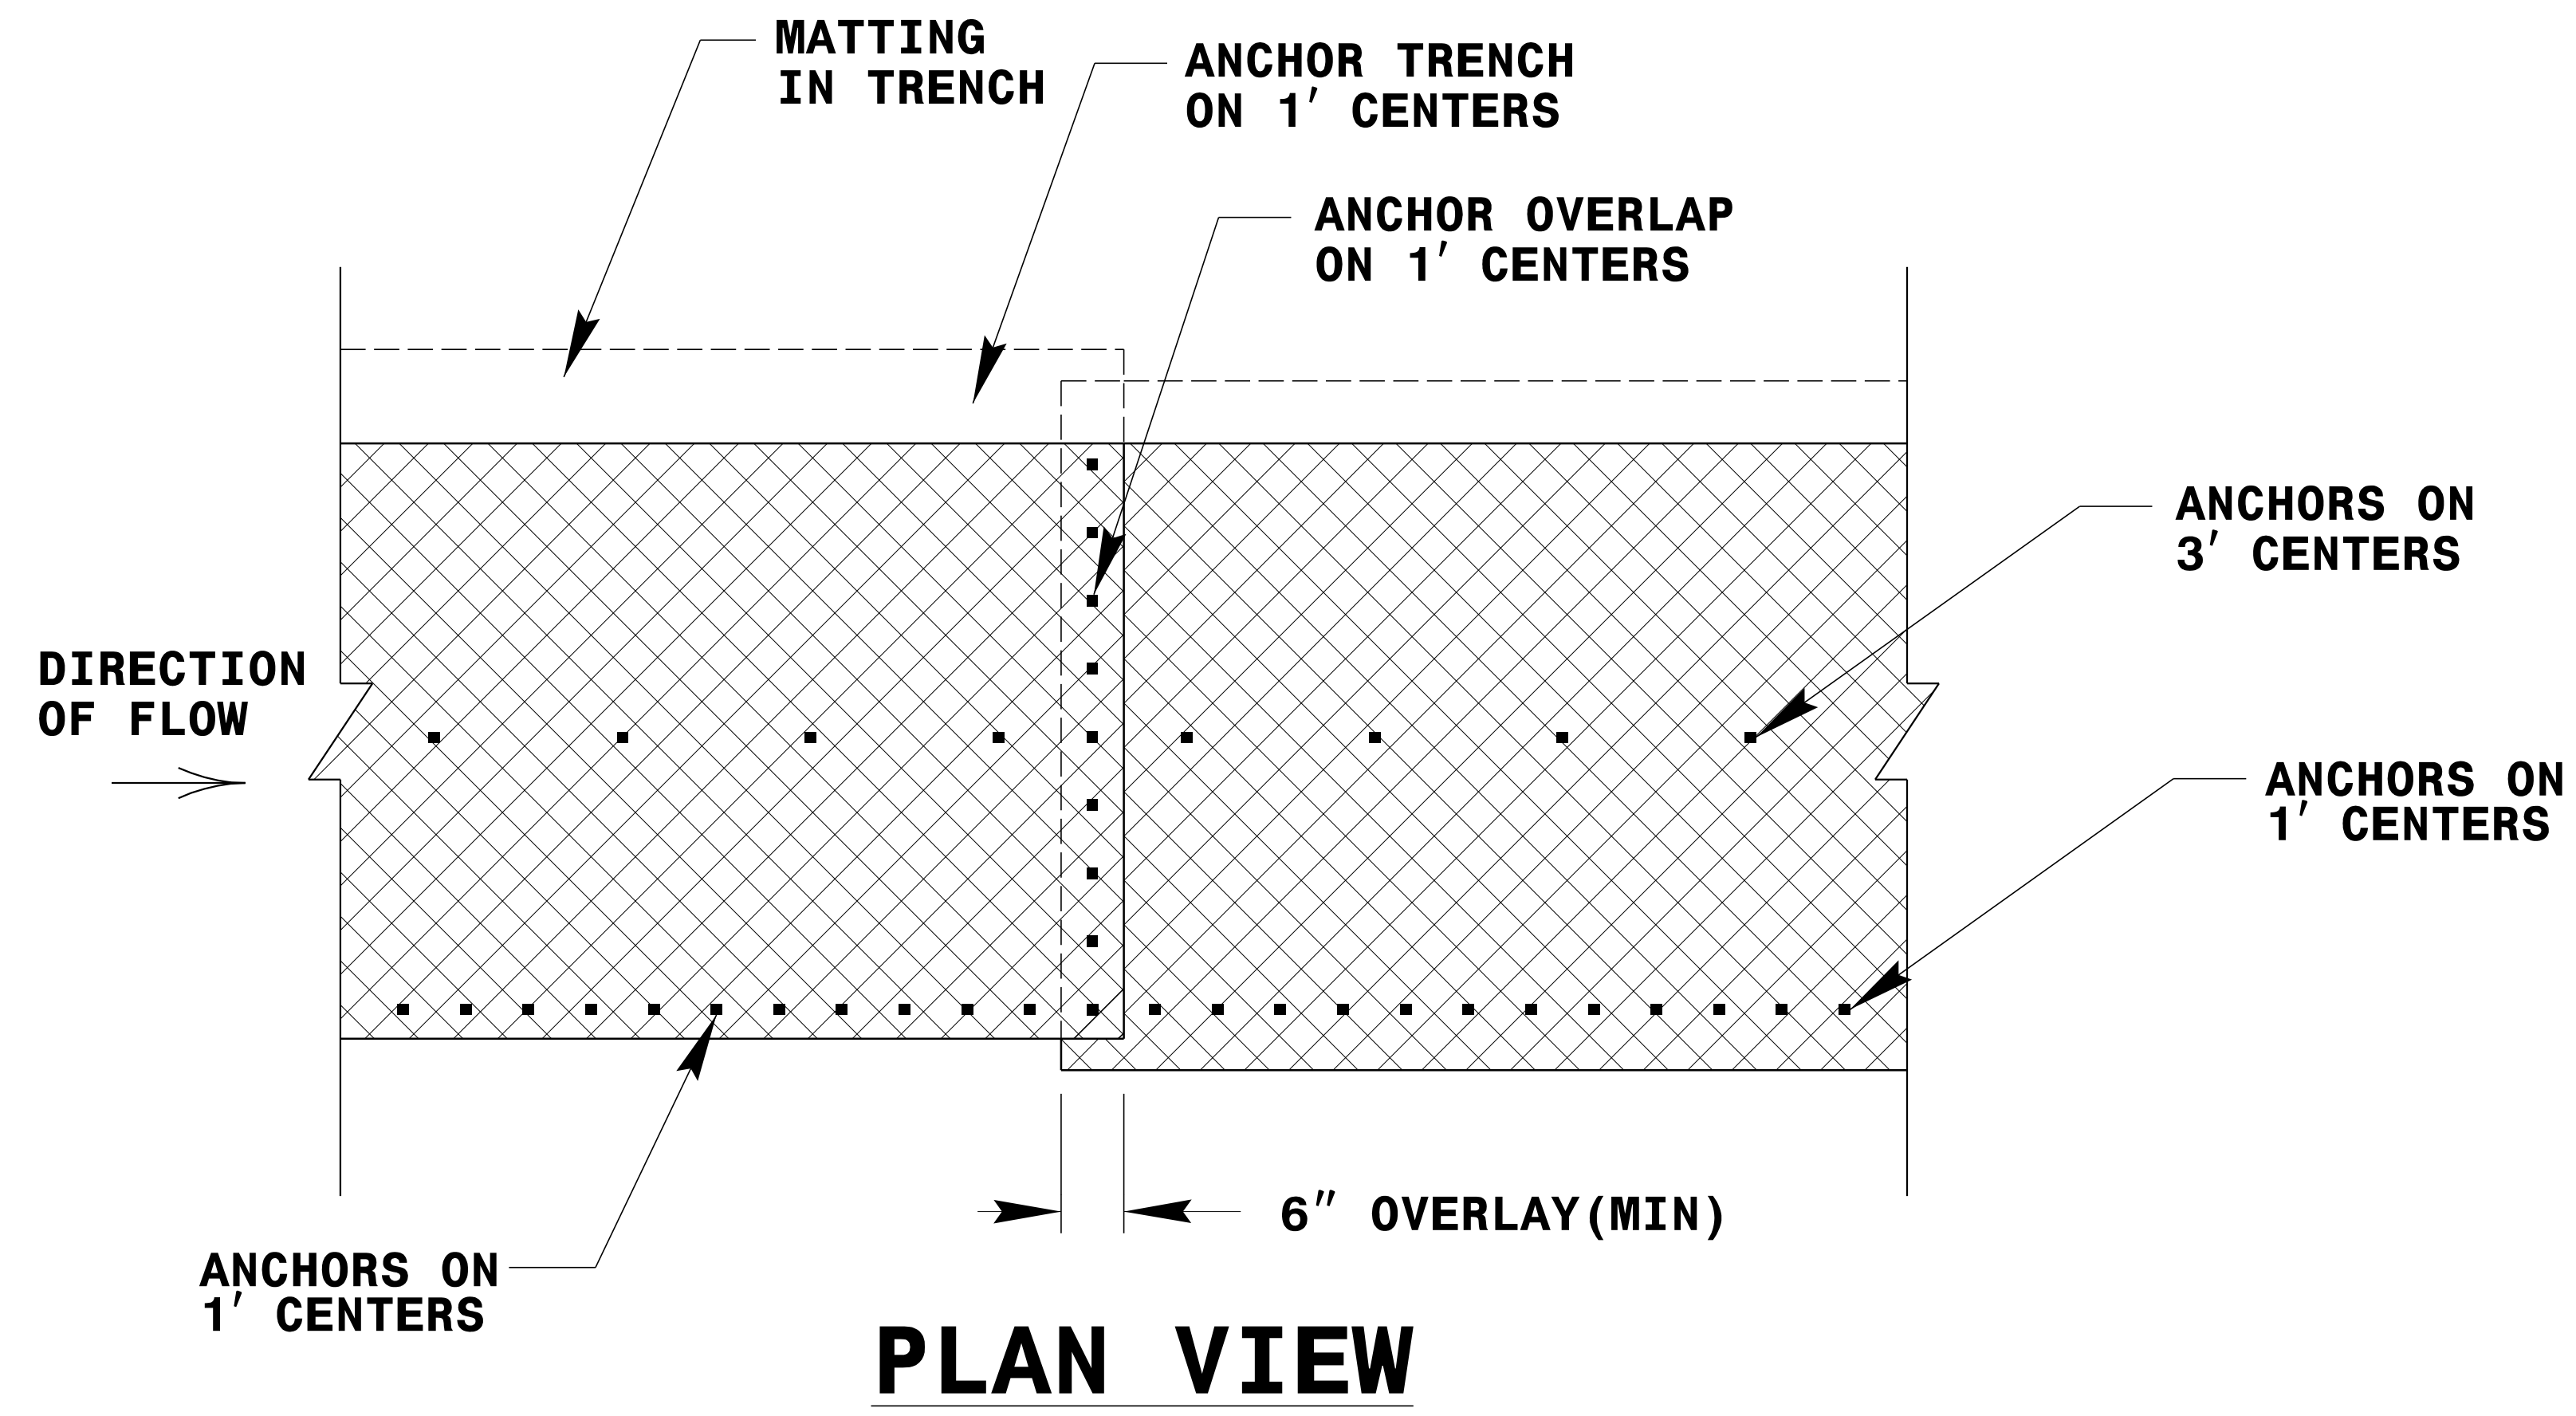 MATTING
IN TRENCH
ANCHOR TRENCH
ON 1' CENTERS
ANCHOR OVERLAP
ON 1' CENTERS
ANCHORS ON
3' CENTERS
DIRECTION
OF FLOW
ANCHORS ON
1' CENTERS
6" OVERLAY(MIN)
ANCHORS ON
1' CENTERS
PLAN VIEW